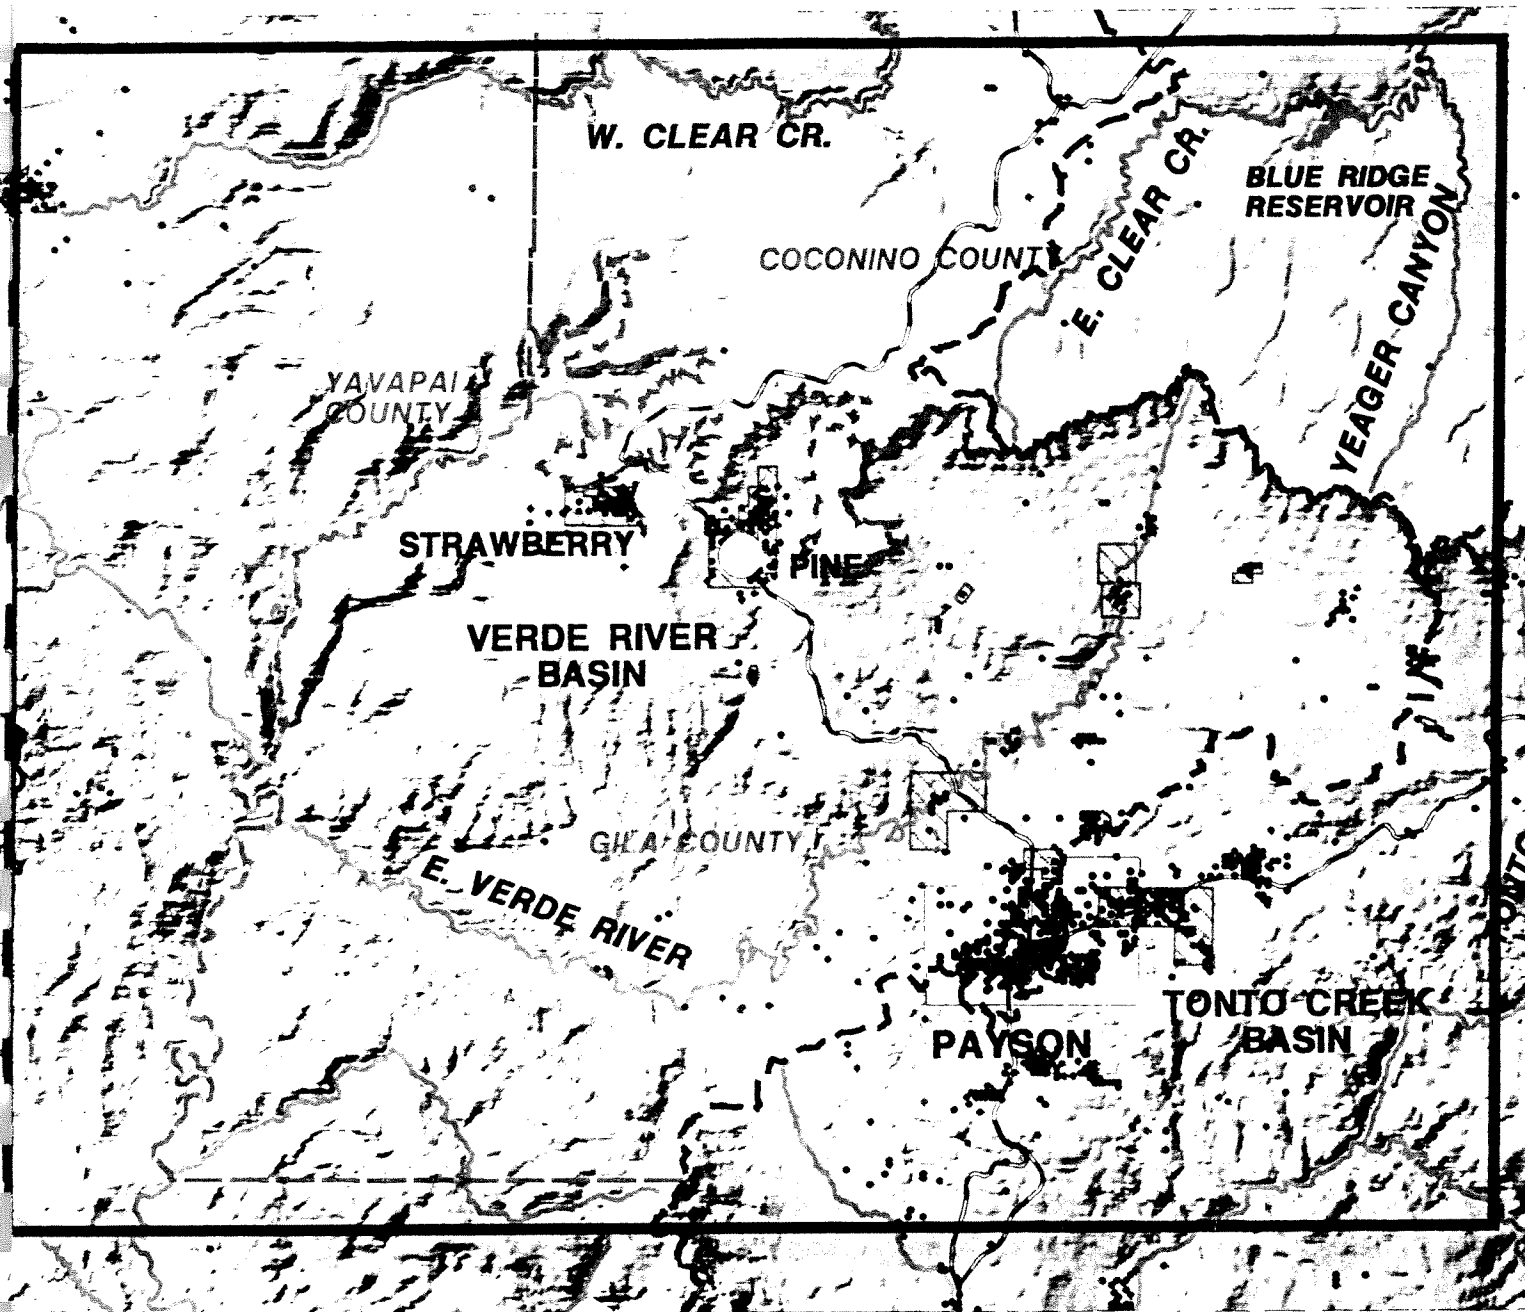 W. CLEAR CR.
E. CLEAR CR.
BLUE RIDGE
RESERVOIR
COCONINO COUNT
YEAGER CANYON
YAVAPAI
COUNTY
STRAWBERRY
PINE
VERDE RIVER
BASIN
GILA COUNTY
E. VERDE RIVER
TONTO CREEK
BASIN
PAYSON